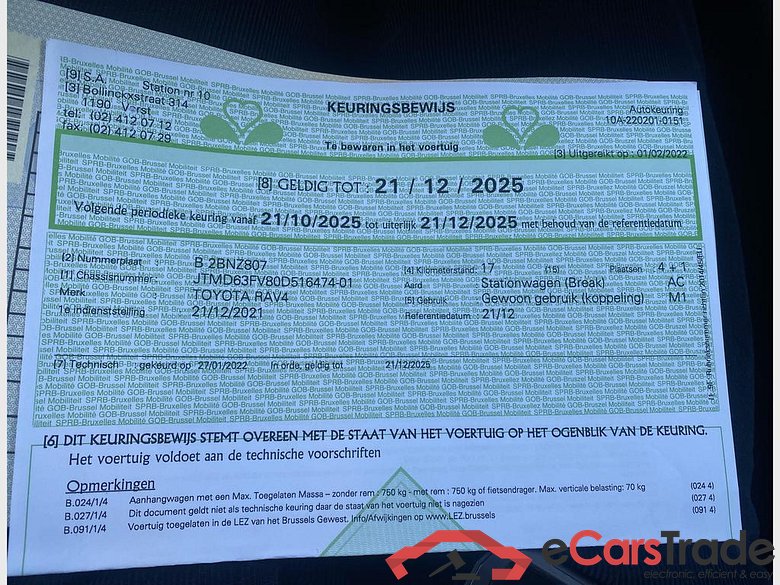 [9] S.A. Station nr 10
[3] Bollinckxstraat 314
1190 Vorst
tel: (02) 412 07 12
fax: (02) 412 07 29
KEURINGSBEWIJS
Te bewaren in het voertuig
Autokeuring
10A-220201-0151
[3] Uitgereikt op : 01/02/2022
[8] GELDIG TOT : 21 / 12 / 2025
Volgende periodieke keuring vanaf 21/10/2025 tot uiterlijk 21/12/2025 met behoud van de referentiedatum
[2] Nummerplaat : B 2BNZ807
[1] Chassisnummer : JTMD63FV80D516474-01
Merk : TOYOTA RAV4
1e indienststelling : 21/12/2021
[4] Kilometerstand : 17 (15) Plaatsen : 4 + 1
Aard : Stationwagen (Break) AC
[5] Gebruik : Gewoon gebruik (koppeling) M1
Referentiedatum : 21/12
[7] Technisch : gekeurd op 27/01/2022 In orde, geldig tot 21/12/2025
[6] DIT KEURINGSBEWIJS STEMT OVEREEN MET DE STAAT VAN HET VOERTUIG OP HET OGENBLIK VAN DE KEURING.
Het voertuig voldoet aan de technische voorschriften
Opmerkingen
B.024/1/4 Aanhangwagen met een Max. Toegelaten Massa – zonder rem : 750 kg - met rem : 750 kg of fietsendrager. Max. verticale belasting: 70 kg (024 4)
B.027/1/4 Dit document geldt niet als technische keuring daar de staat van het voertuig niet is nagezien (027 4)
B.091/1/4 Voertuig toegelaten in de LEZ van het Brussels Gewest. Info/Afwijkingen op www.LEZ.brussels (091 4)
eCarsTrade
electronic, efficient & easy